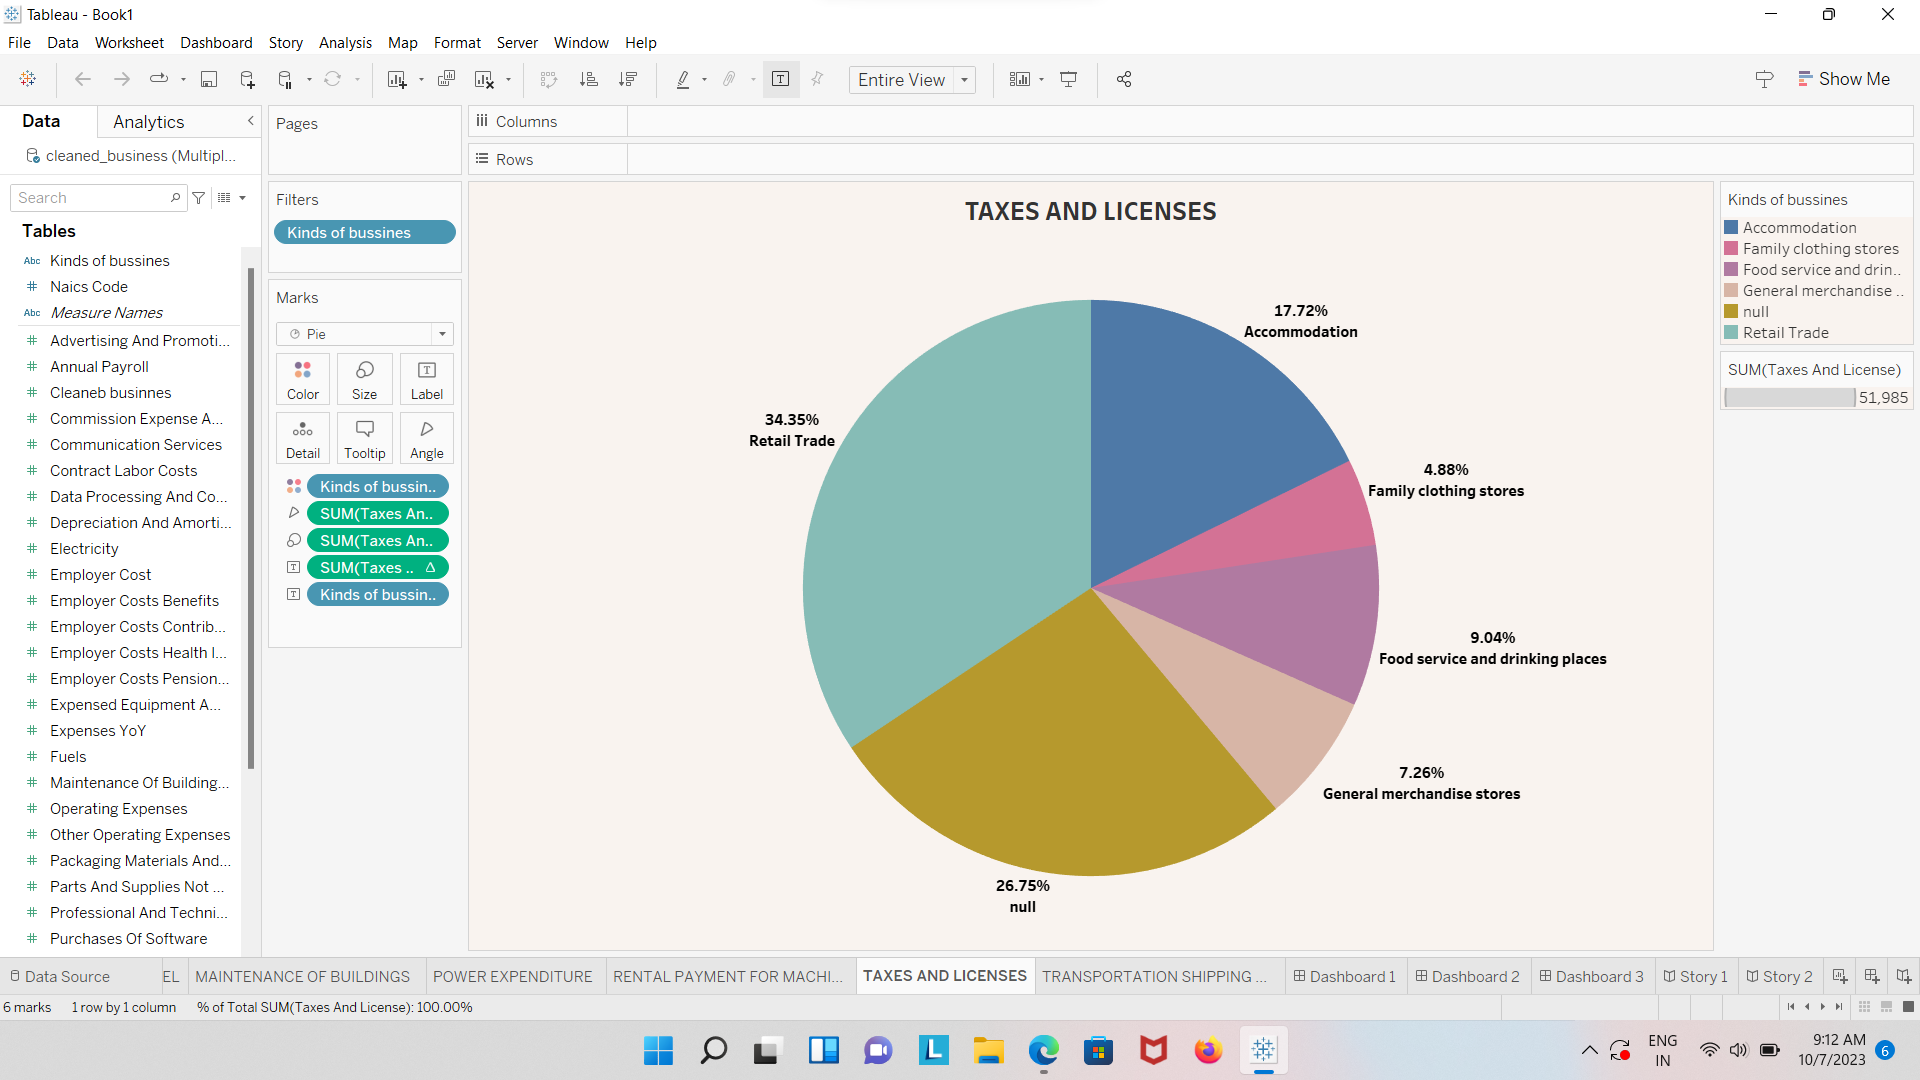 Tableau - Book1
File Data Worksheet Dashboard Story Analysis Map Format Server Window Help
Entire View
Show Me
Data Analytics
cleaned_business (Multipl...
Search
Tables
Abc Kinds of bussines
# Naics Code
Abc Measure Names
# Advertising And Promoti...
# Annual Payroll
# Cleaneb businnes
# Commission Expense A...
# Communication Services
# Contract Labor Costs
# Data Processing And Co...
# Depreciation And Amorti...
# Electricity
# Employer Cost
# Employer Costs Benefits
# Employer Costs Contrib...
# Employer Costs Health I...
# Employer Costs Pension...
# Expensed Equipment A...
# Expenses YoY
# Fuels
# Maintenance Of Building...
# Operating Expenses
# Other Operating Expenses
# Packaging Materials And...
# Parts And Supplies Not ...
# Professional And Techni...
# Purchases Of Software
Pages
Filters
Kinds of bussines
Marks
Pie
Color Size Label
Detail Tooltip Angle
Kinds of bussin..
SUM(Taxes An..
SUM(Taxes An..
SUM(Taxes .. Δ
Kinds of bussin..
Columns
Rows
TAXES AND LICENSES
17.72%
Accommodation
34.35%
Retail Trade
4.88%
Family clothing stores
9.04%
Food service and drinking places
7.26%
General merchandise stores
26.75%
null
Kinds of bussines
Accommodation
Family clothing stores
Food service and drin..
General merchandise ..
null
Retail Trade
SUM(Taxes And License)
51,985
Data Source EL MAINTENANCE OF BUILDINGS POWER EXPENDITURE RENTAL PAYMENT FOR MACHI... TAXES AND LICENSES TRANSPORTATION SHIPPING ... Dashboard 1 Dashboard 2 Dashboard 3 Story 1 Story 2
6 marks 1 row by 1 column % of Total SUM(Taxes And License): 100.00%
ENG
IN
9:12 AM
10/7/2023
6